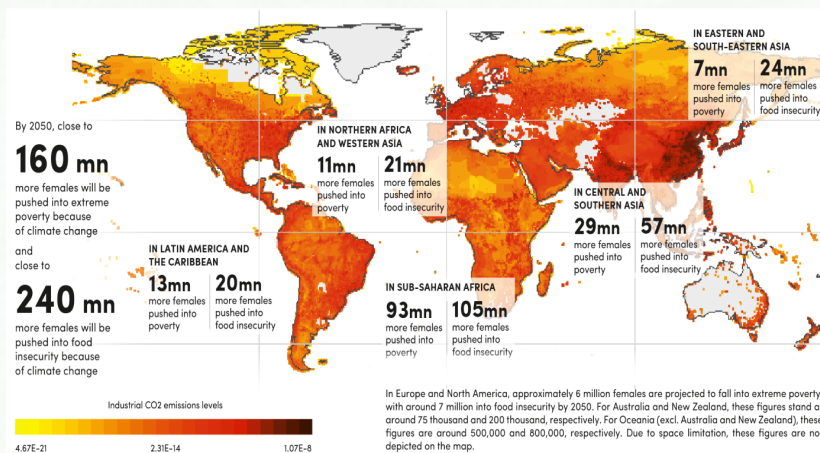 By 2050, close to
160 mn
more females will be
pushed into extreme
poverty because
of climate change
and
close to
240 mn
more females will be
pushed into food
insecurity because
of climate change
IN LATIN AMERICA AND
THE CARIBBEAN
13mn
more females
pushed into
poverty
20mn
more females
pushed into
food insecurity
IN NORTHERN AFRICA
AND WESTERN ASIA
11mn
more females
pushed into
poverty
21mn
more females
pushed into
food insecurity
IN SUB-SAHARAN AFRICA
93mn
more females
pushed into
poverty
105mn
more females
pushed into
food insecurity
IN CENTRAL AND
SOUTHERN ASIA
29mn
more females
pushed into
poverty
57mn
more females
pushed into
food insecurity
IN EASTERN AND
SOUTH-EASTERN ASIA
7mn
more females
pushed into
poverty
24mn
more females
pushed into
food insecurity
Industrial CO2 emissions levels
4.67E-21 2.31E-14 1.07E-8
In Europe and North America, approximately 6 million females are projected to fall into extreme poverty
with around 7 million into food insecurity by 2050. For Australia and New Zealand, these figures stand a
around 75 thousand and 200 thousand, respectively. For Oceania (excl. Australia and New Zealand), these
figures are around 500,000 and 800,000, respectively. Due to space limitation, these figures are no
depicted on the map.